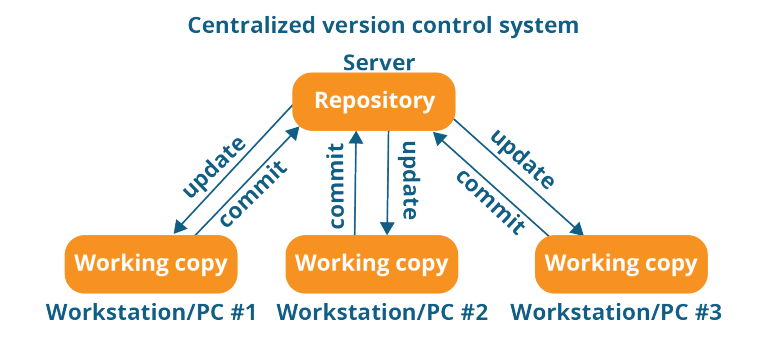 Centralized version control system
Server
Repository
update
commit
commit
update
update
commit
Working copy
Working copy
Working copy
Workstation/PC #1
Workstation/PC #2
Workstation/PC #3